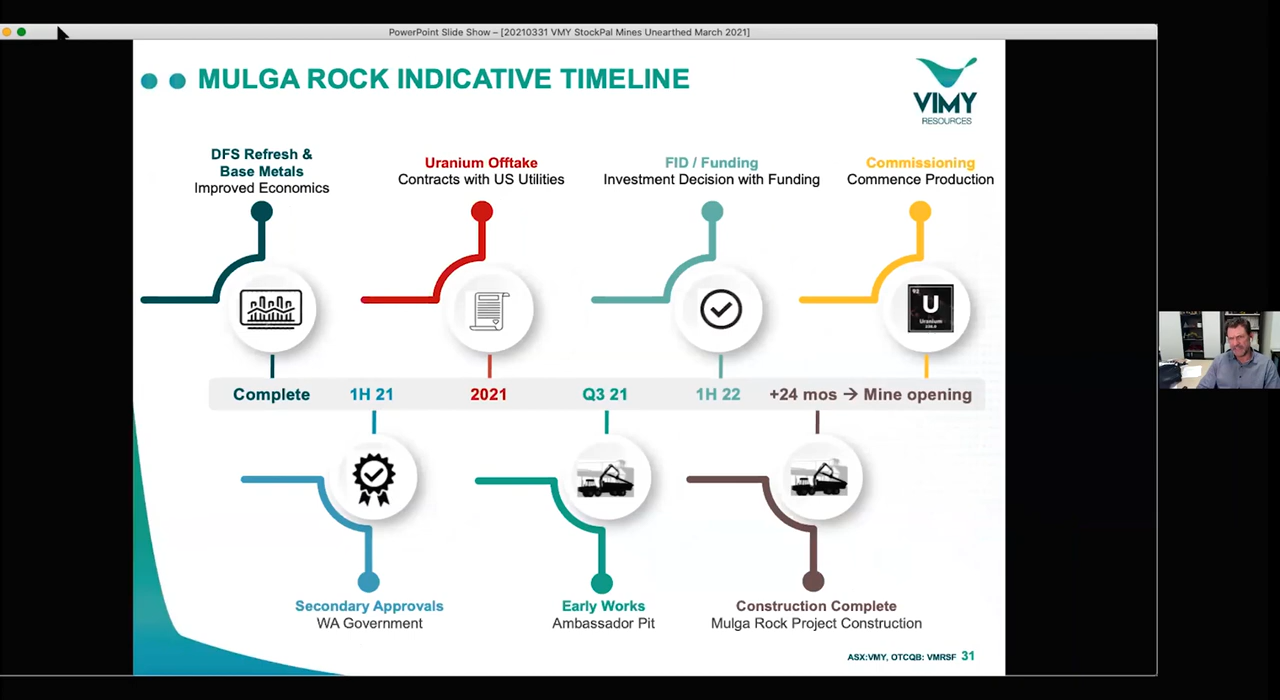 PowerPoint Slide Show – [20210331 VMY StockPal Mines Unearthed March 2021]
MULGA ROCK INDICATIVE TIMELINE
VIMY
RESOURCES
DFS Refresh &
Base Metals
Improved Economics
Uranium Offtake
Contracts with US Utilities
FID / Funding
Investment Decision with Funding
Commissioning
Commence Production
92
U
Uranium
Complete
1H 21
2021
Q3 21
1H 22
+24 mos → Mine opening
Secondary Approvals
WA Government
Early Works
Ambassador Pit
Construction Complete
Mulga Rock Project Construction
ASX:VMY, OTCQB: VMRSF 31